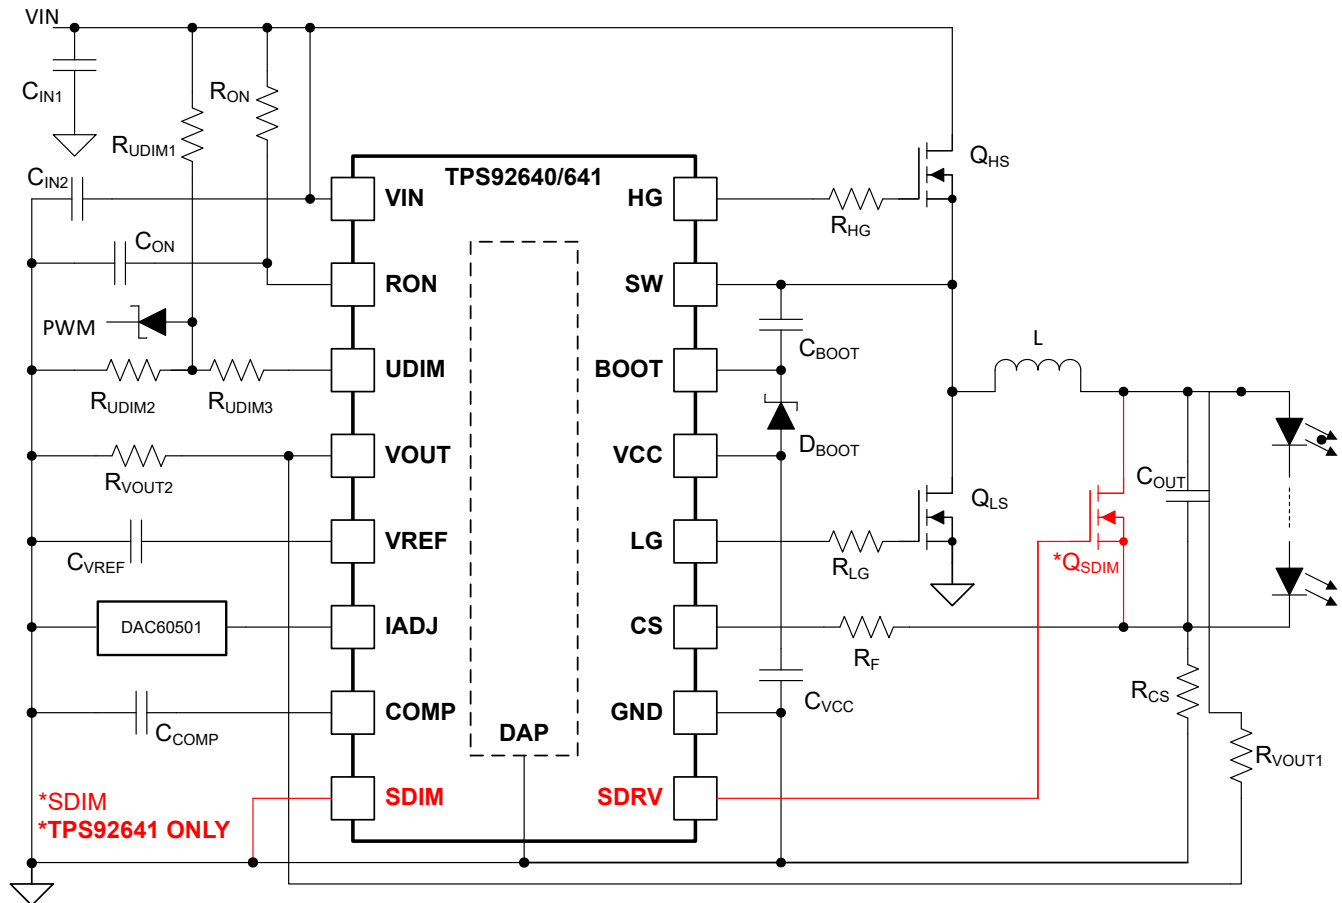 VIN
CIN1
RON
RUDIM1
QHS
TPS92640/641
CIN2
VIN
HG
RHG
CON
RON
SW
PWM
CBOOT
L
UDIM
BOOT
RUDIM2
RUDIM3
DBOOT
VOUT
VCC
RVOUT2
COUT
QLS
VREF
LG
CVREF
RLG
*QSDIM
DAC60501
IADJ
CS
RF
RCS
COMP
GND
CVCC
CCOMP
DAP
RVOUT1
*SDIM
SDIM
SDRV
*TPS92641 ONLY